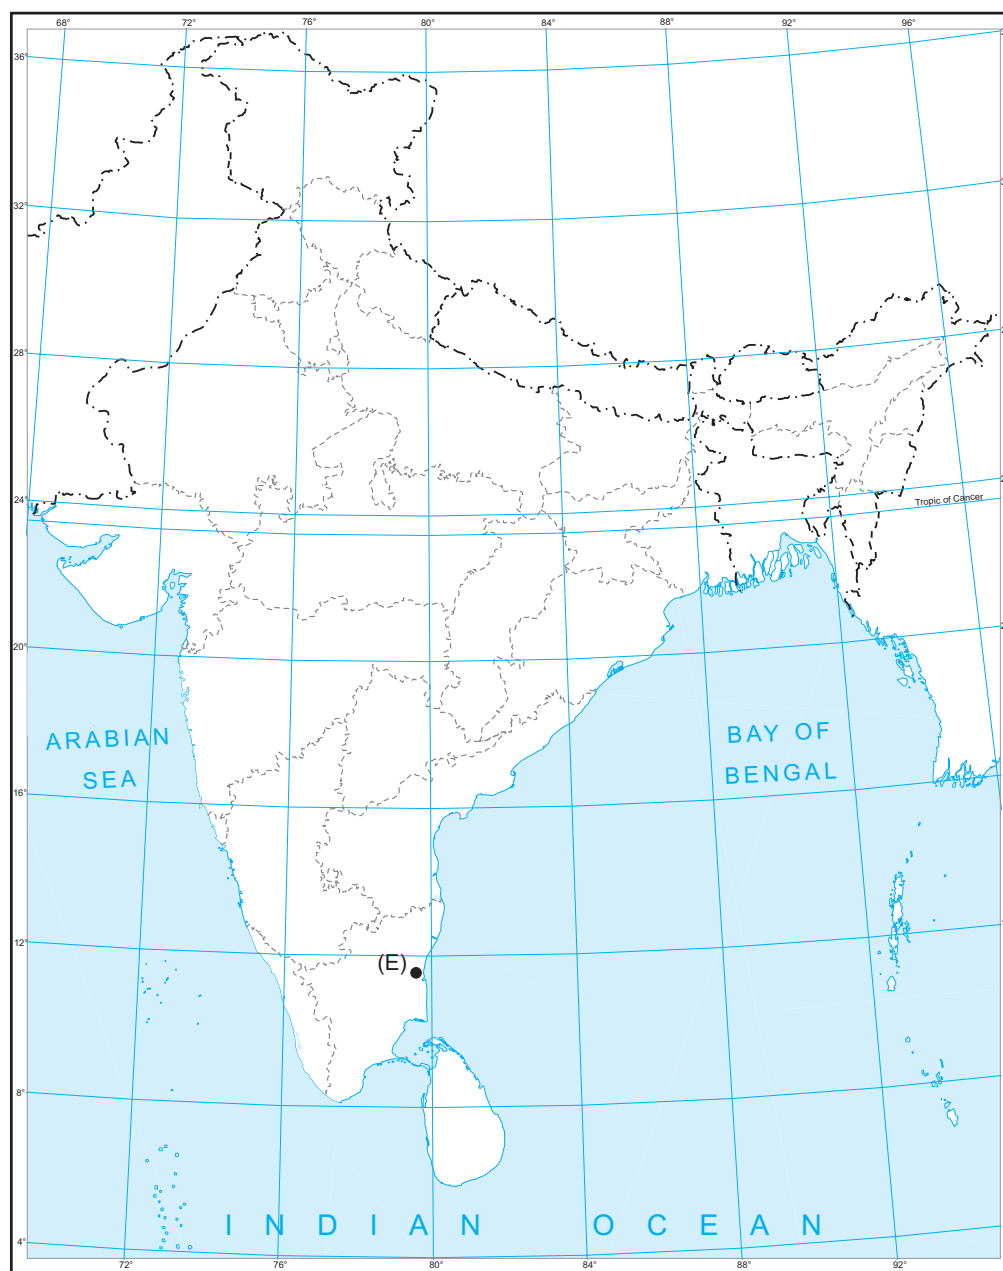 68° 72° 76° 80° 84° 88° 92° 96°
36°
32°
28°
24°
Tropic of Cancer
20°
ARABIAN
SEA
BAY OF
BENGAL
16°
12°
(E)
8°
INDIAN OCEAN
4°
72° 76° 80° 84° 88° 92°